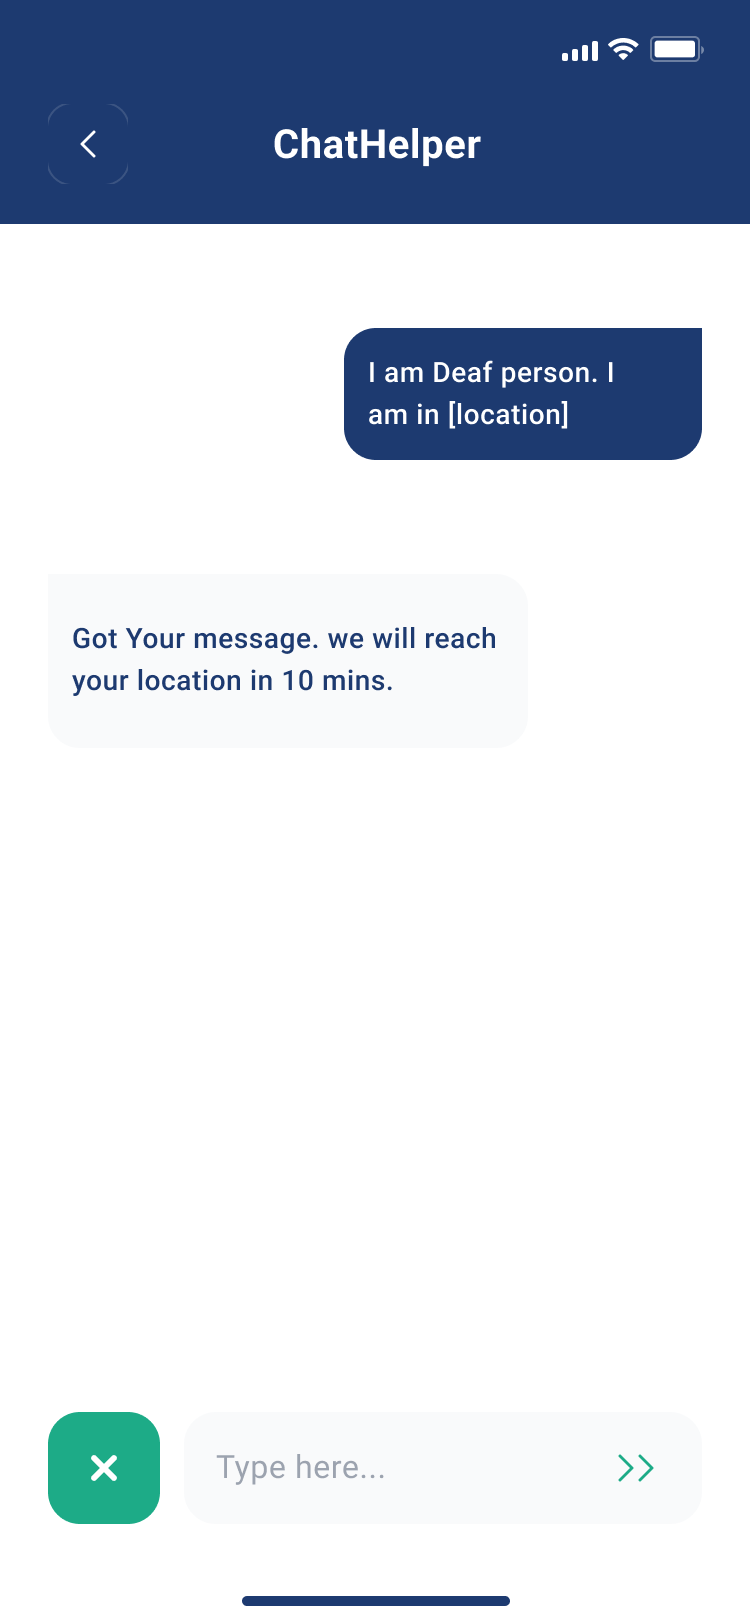 ChatHelper
I am Deaf person. I
am in [location]
Got Your message. we will reach
your location in 10 mins.
Type here...